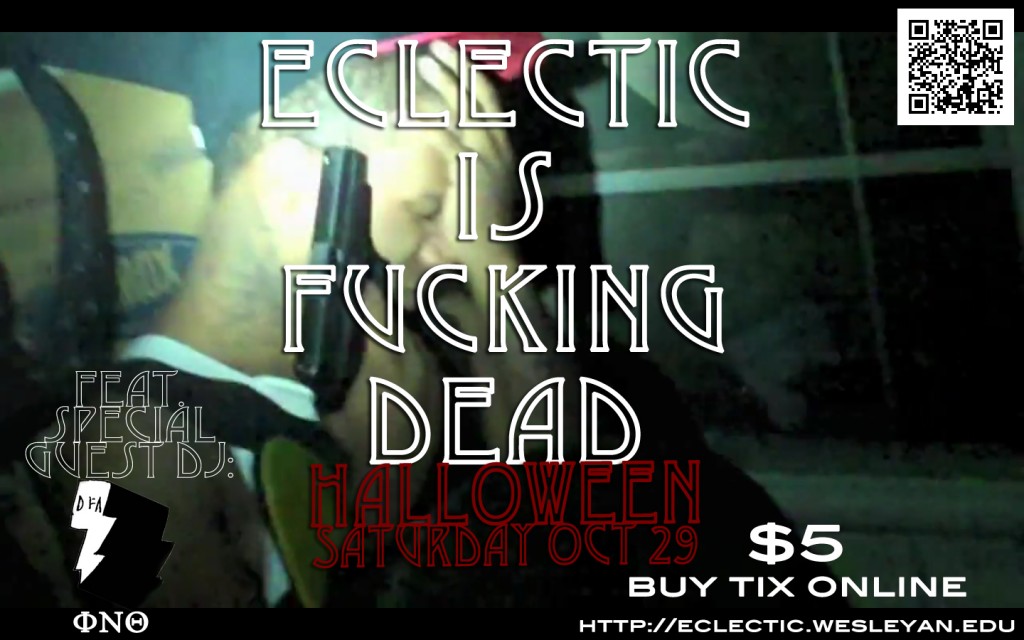 ECLECTIC
IS
FUCKING
DEAD
HALLOWEEN
SATURDAY OCT 29
FEAT.
SPECIAL
GUEST DJ:
DFA
ΦΝΘ
$5
BUY TIX ONLINE
HTTP://ECLECTIC.WESLEYAN.EDU